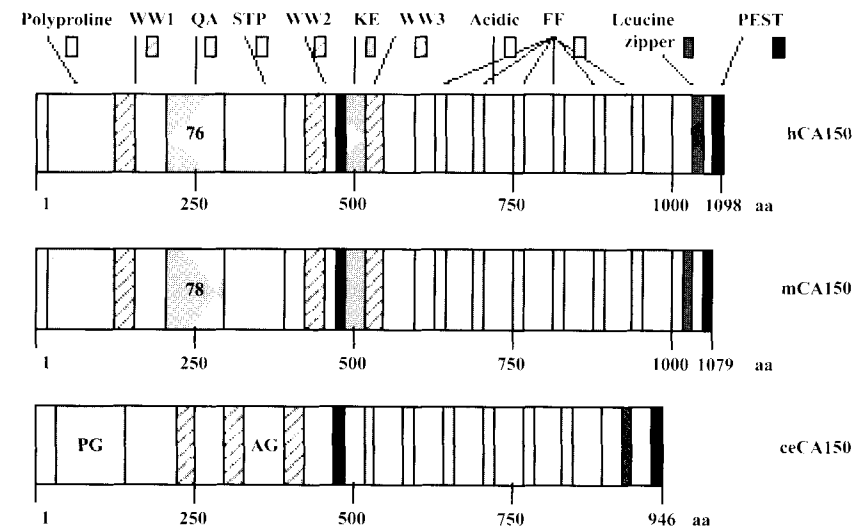 Polyproline WW1 QA STP WW2 KE WW3 Acidic FF Leucine zipper PEST
76 hCA150
1 250 500 750 1000 1098 aa
78 mCA150
1 250 500 750 1000 1079 aa
PG AG ceCA150
1 250 500 750 946 aa